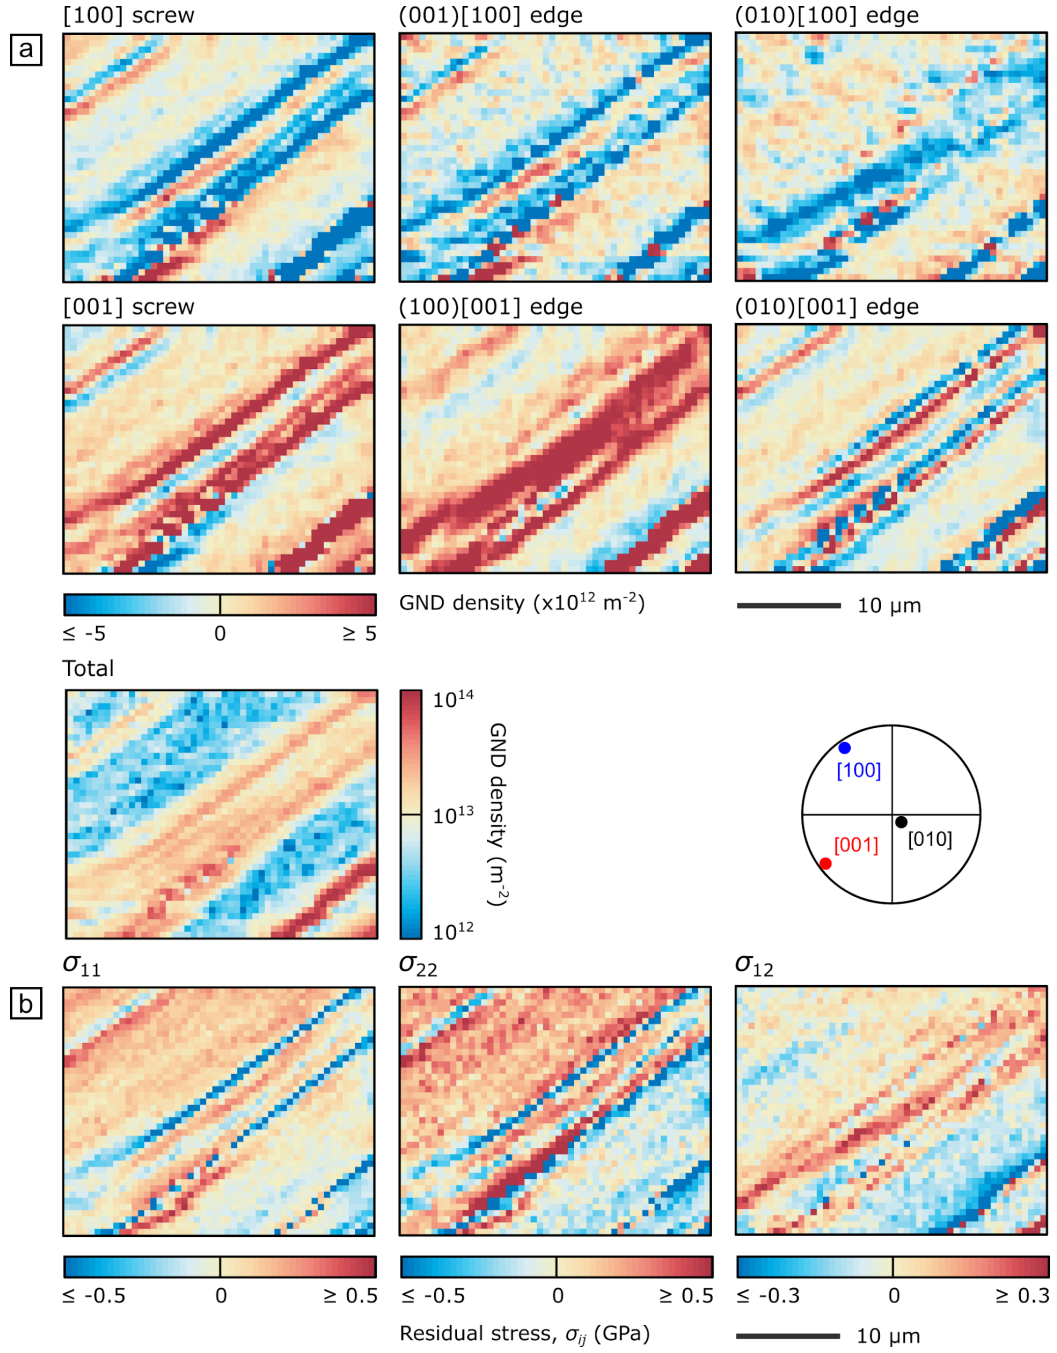 [100] screw
(001)[100] edge
(010)[100] edge
a
[001] screw
(100)[001] edge
(010)[001] edge
≤ -5
0
≥ 5
GND density (x10¹² m⁻²)
10 μm
Total
10¹⁴
10¹³
10¹²
GND density (m⁻²)
[100]
[001]
[010]
σ₁₁
σ₂₂
σ₁₂
b
≤ -0.5
0
≥ 0.5
≤ -0.5
0
≥ 0.5
≤ -0.3
0
≥ 0.3
Residual stress, σᵢⱼ (GPa)
10 μm